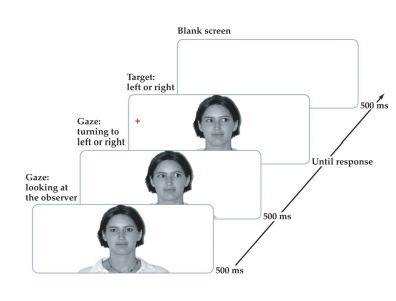 Blank screen
Target:
left or right
500 ms
Gaze:
turning to
left or right
+
Until response
Gaze:
looking at
the observer
500 ms
500 ms